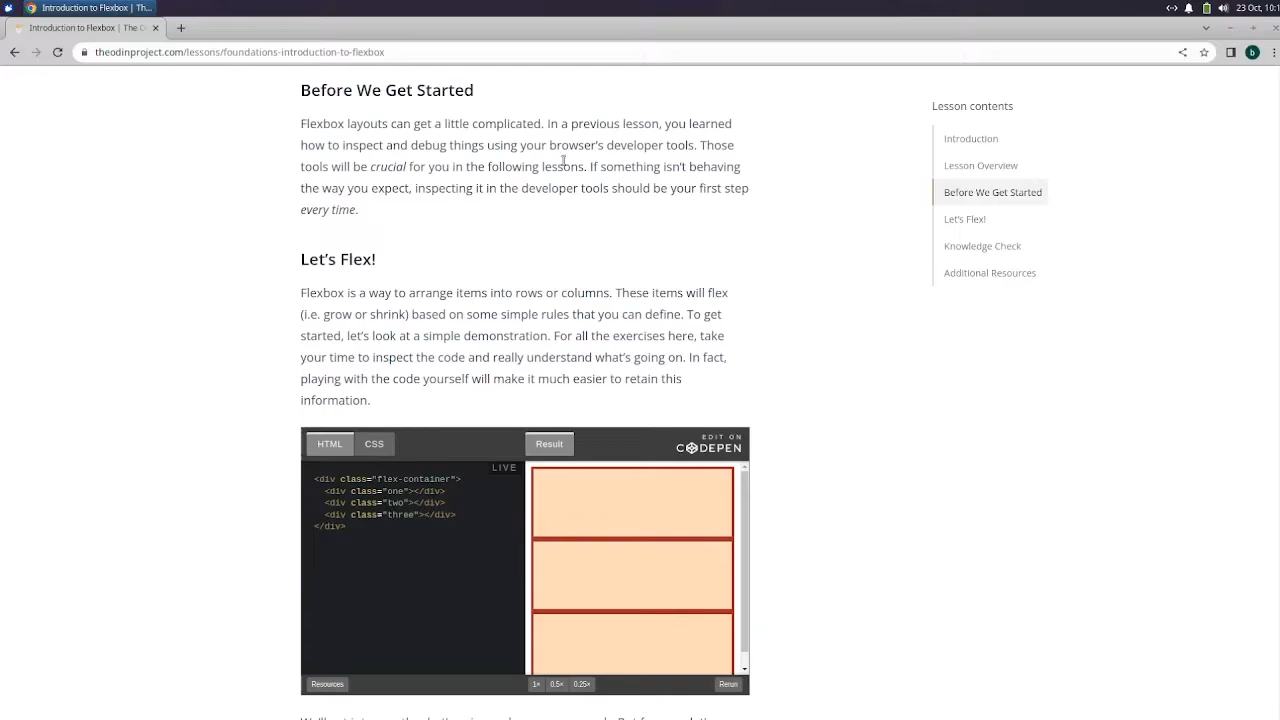 Introduction to Flexbox | Th...
23 Oct, 10:1
Introduction to Flexbox | The O
theodinproject.com/lessons/foundations-introduction-to-flexbox
b
Before We Get Started
Flexbox layouts can get a little complicated. In a previous lesson, you learned
how to inspect and debug things using your browser's developer tools. Those
tools will be crucial for you in the following lessons. If something isn't behaving
the way you expect, inspecting it in the developer tools should be your first step
every time.
Let's Flex!
Flexbox is a way to arrange items into rows or columns. These items will flex
(i.e. grow or shrink) based on some simple rules that you can define. To get
started, let's look at a simple demonstration. For all the exercises here, take
your time to inspect the code and really understand what's going on. In fact,
playing with the code yourself will make it much easier to retain this
information.
HTML
CSS
Result
EDIT ON
CODEPEN
LIVE
<div class="flex-container">
<div class="one"></div>
<div class="two"></div>
<div class="three"></div>
</div>
Resources
1×
0.5×
0.25×
Rerun
Lesson contents
Introduction
Lesson Overview
Before We Get Started
Let's Flex!
Knowledge Check
Additional Resources